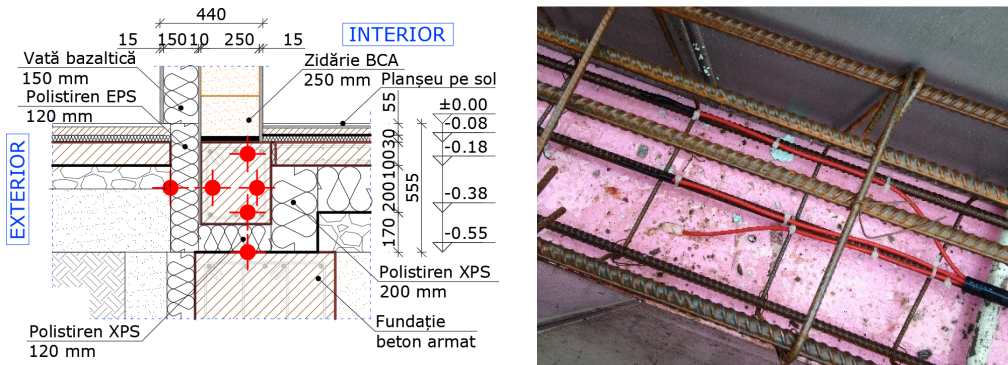 440
15 150 10 250 15
INTERIOR
Vată bazaltică
150 mm
Polistiren EPS
120 mm
Zidărie BCA
250 mm
Planșeu pe sol
EXTERIOR
55
30
100
200
170
555
±0.00
-0.08
-0.18
-0.38
-0.55
Polistiren XPS
200 mm
Fundație
beton armat
Polistiren XPS
120 mm